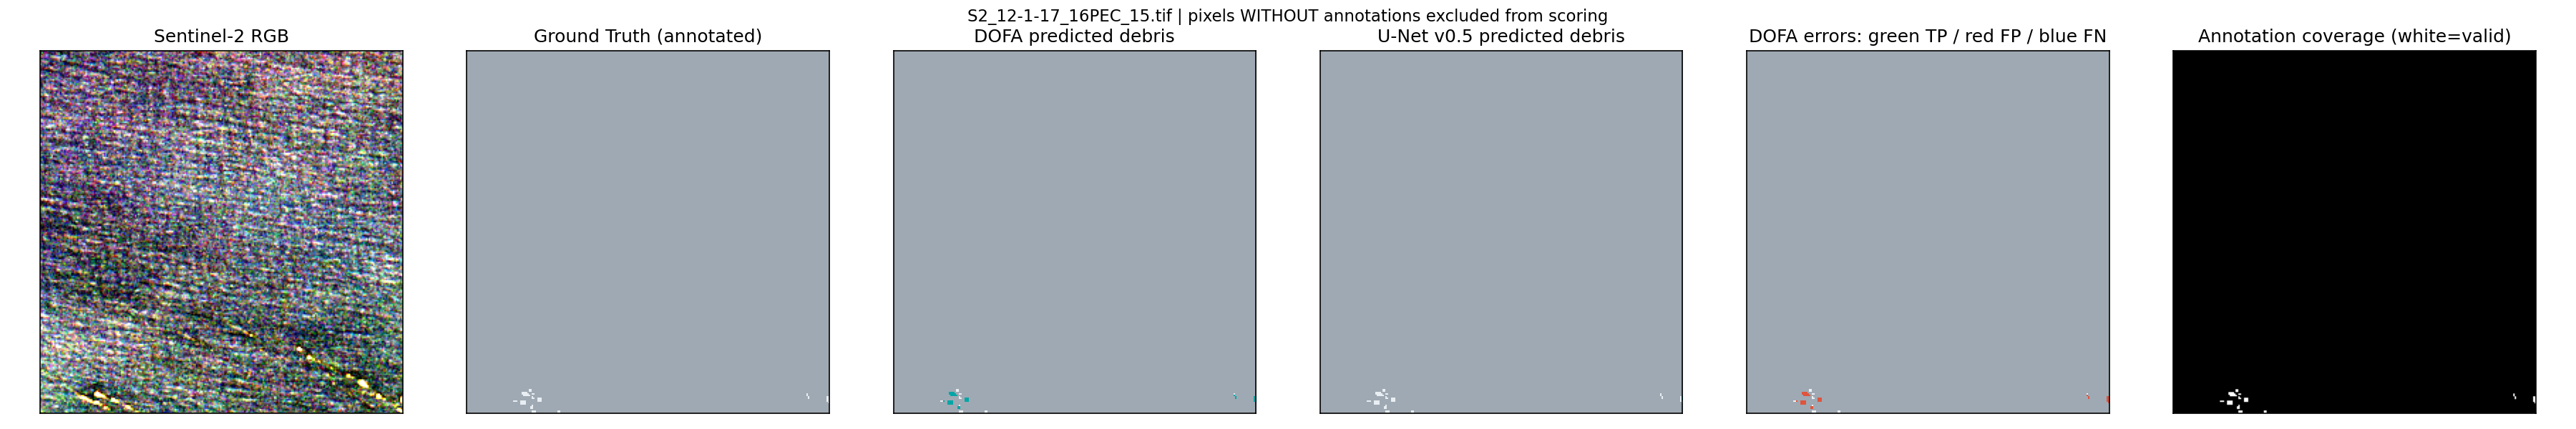 S2_12-1-17_16PEC_15.tif | pixels WITHOUT annotations excluded from scoring
Sentinel-2 RGB
Ground Truth (annotated)
DOFA predicted debris
U-Net v0.5 predicted debris
DOFA errors: green TP / red FP / blue FN
Annotation coverage (white=valid)